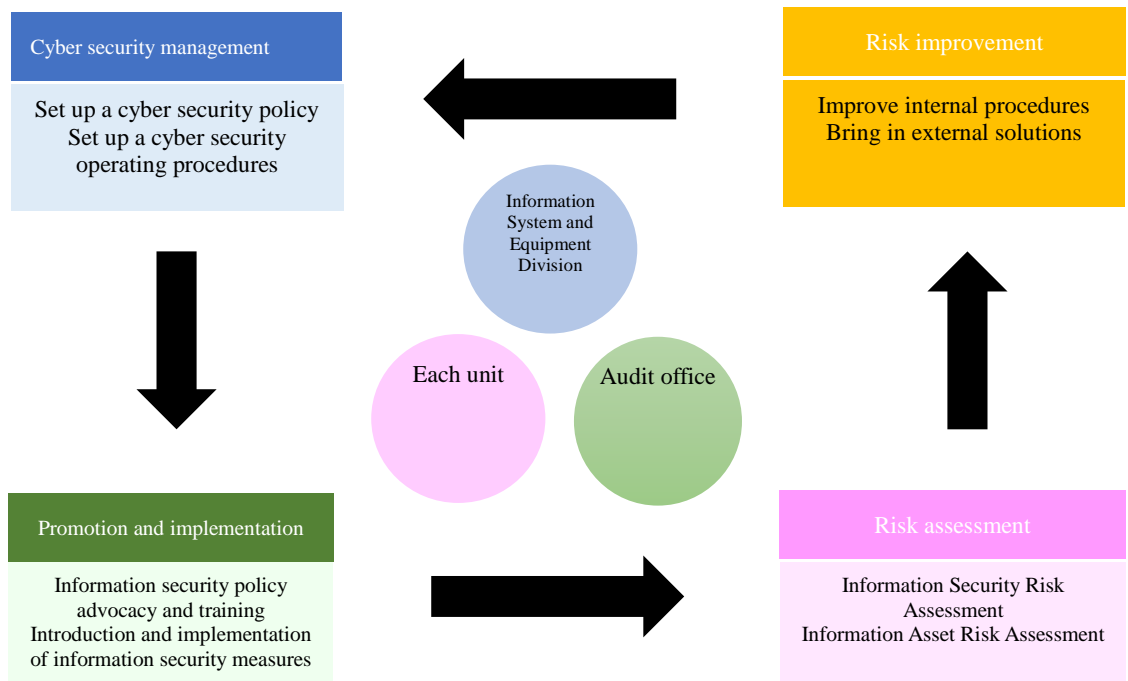 Cyber security management
Set up a cyber security policy
Set up a cyber security
operating procedures
Risk improvement
Improve internal procedures
Bring in external solutions
Information
System and
Equipment
Division
Each unit
Audit office
Promotion and implementation
Information security policy
advocacy and training
Introduction and implementation
of information security measures
Risk assessment
Information Security Risk
Assessment
Information Asset Risk Assessment